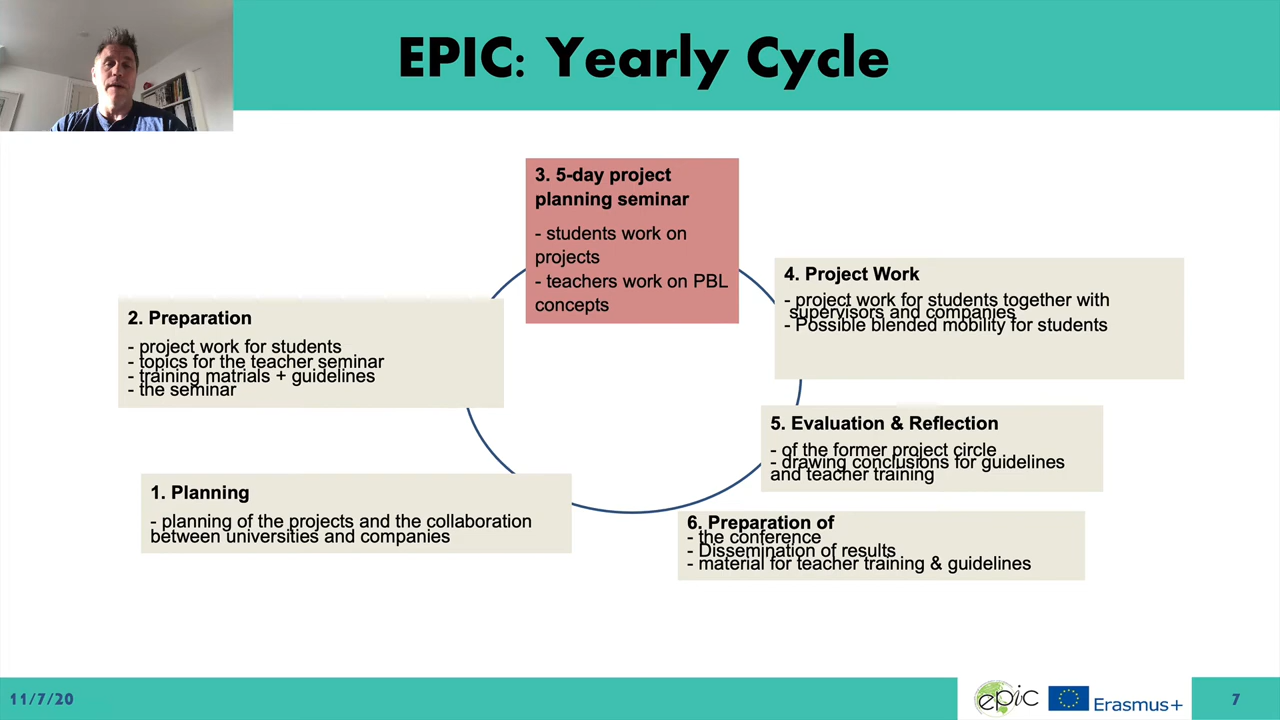 EPIC: Yearly Cycle
3. 5-day project
planning seminar
- students work on
projects
- teachers work on PBL
concepts
4. Project Work
- project work for students together with
supervisors and companies
- Possible blended mobility for students
2. Preparation
- project work for students
- topics for the teacher seminar
- training matrials + guidelines
- the seminar
5. Evaluation & Reflection
- of the former project circle
- drawing conclusions for guidelines
and teacher training
1. Planning
- planning of the projects and the collaboration
between universities and companies
6. Preparation of
- the conference
- Dissemination of results
- material for teacher training & guidelines
11/7/20
epic
Erasmus+
7